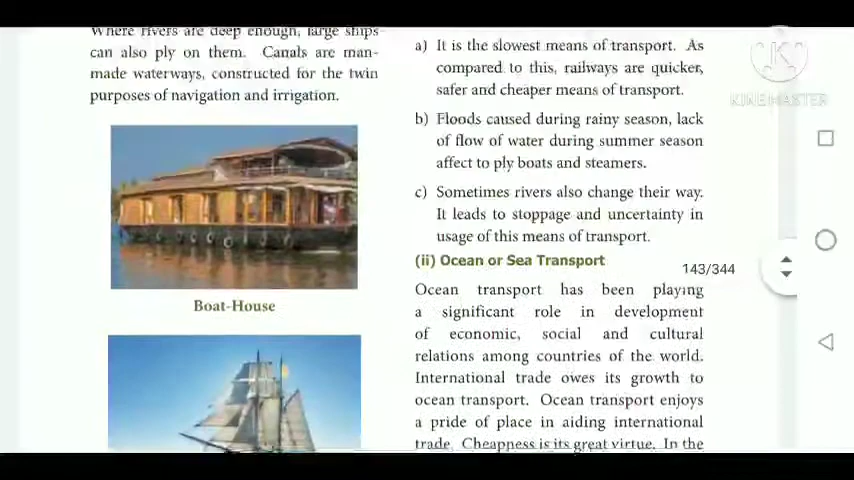 Where rivers are deep enough, large ships
can also ply on them. Canals are man-
made waterways, constructed for the twin
purposes of navigation and irrigation.
Boat-House
a) It is the slowest means of transport. As
compared to this, railways are quicker,
safer and cheaper means of transport.
b) Floods caused during rainy season, lack
of flow of water during summer season
affect to ply boats and steamers.
c) Sometimes rivers also change their way.
It leads to stoppage and uncertainty in
usage of this means of transport.
(ii) Ocean or Sea Transport
143/344
Ocean transport has been playing
a significant role in development
of economic, social and cultural
relations among countries of the world.
International trade owes its growth to
ocean transport. Ocean transport enjoys
a pride of place in aiding international
trade. Cheapness is its great virtue. In the
K
KINEMASTER